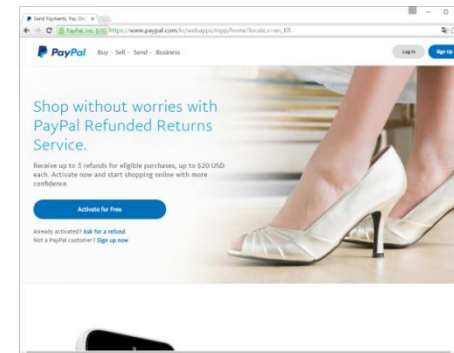 Send Payments, Pay Onl
PayPal, Inc. [US] https://www.paypal.com/kr/webapps/mpp/home?locale.x=en_KR
PayPal Buy Sell Send Business Log In Sign Up
Shop without worries with
PayPal Refunded Returns
Service.
Receive up to 3 refunds for eligible purchases, up to $20 USD
each. Activate now and start shopping online with more
confidence.
Activate for Free
Already activated? Ask for a refund
Not a PayPal customer? Sign up now